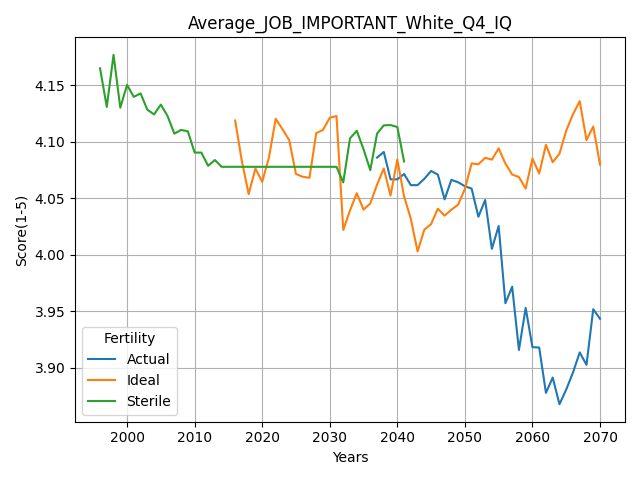 Average_JOB_IMPORTANT_White_Q4_IQ
Score(1-5)
4.15
4.10
4.05
4.00
3.95
3.90
Fertility
Actual
Ideal
Sterile
2000 2010 2020 2030 2040 2050 2060 2070
Years